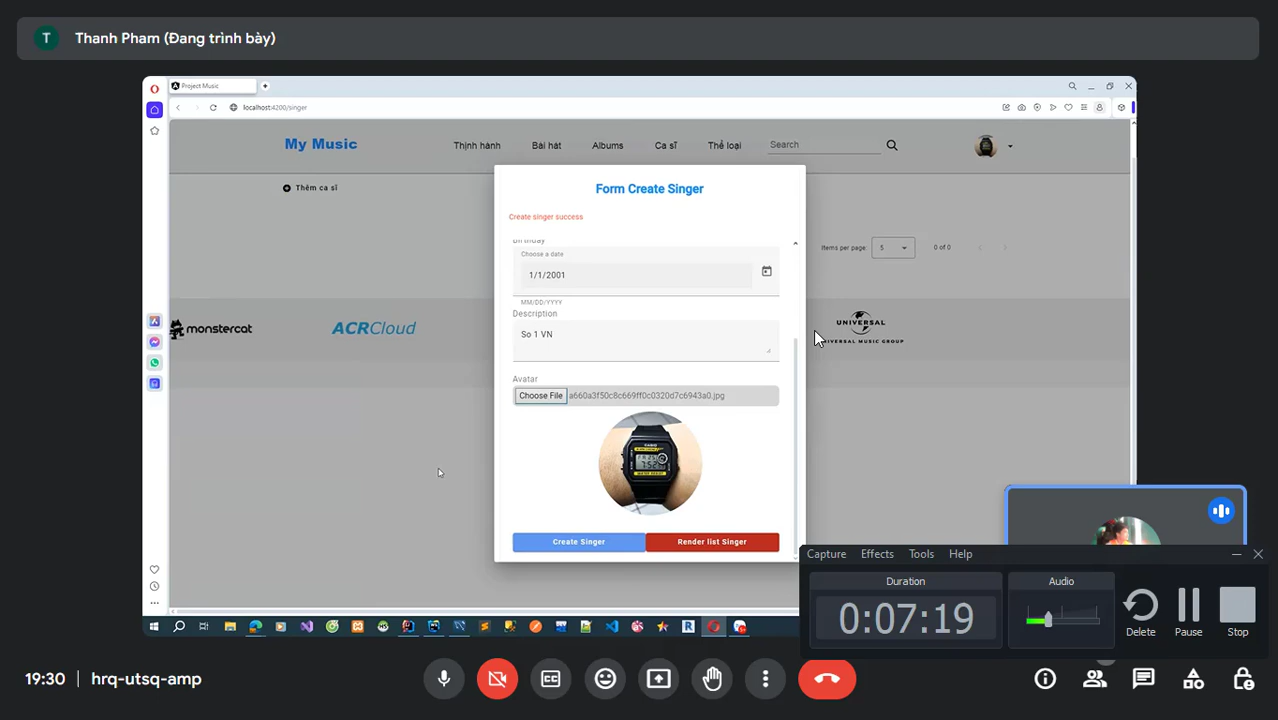 T Thanh Pham (Đang trình bày)
Project Music
localhost:4200/singer
My Music Thịnh hành Bài hát Albums Ca sĩ Thể loại Search
Thêm ca sĩ
Form Create Singer
Create singer success
Birthday
Choose a date
1/1/2001
MM/DD/YYYY
Items per page: 5 0 of 0
monstercat ACRCloud
UNIVERSAL
UNIVERSAL MUSIC GROUP
Description
So 1 VN
Avatar
Choose File a660a3f50c8c669ff0c0320d7c6943a0.jpg
CASIO
WATER RESIST
Create Singer Render list Singer
Capture Effects Tools Help
Duration Audio
0:07:19
Delete Pause Stop
19:30 hrq-utsq-amp